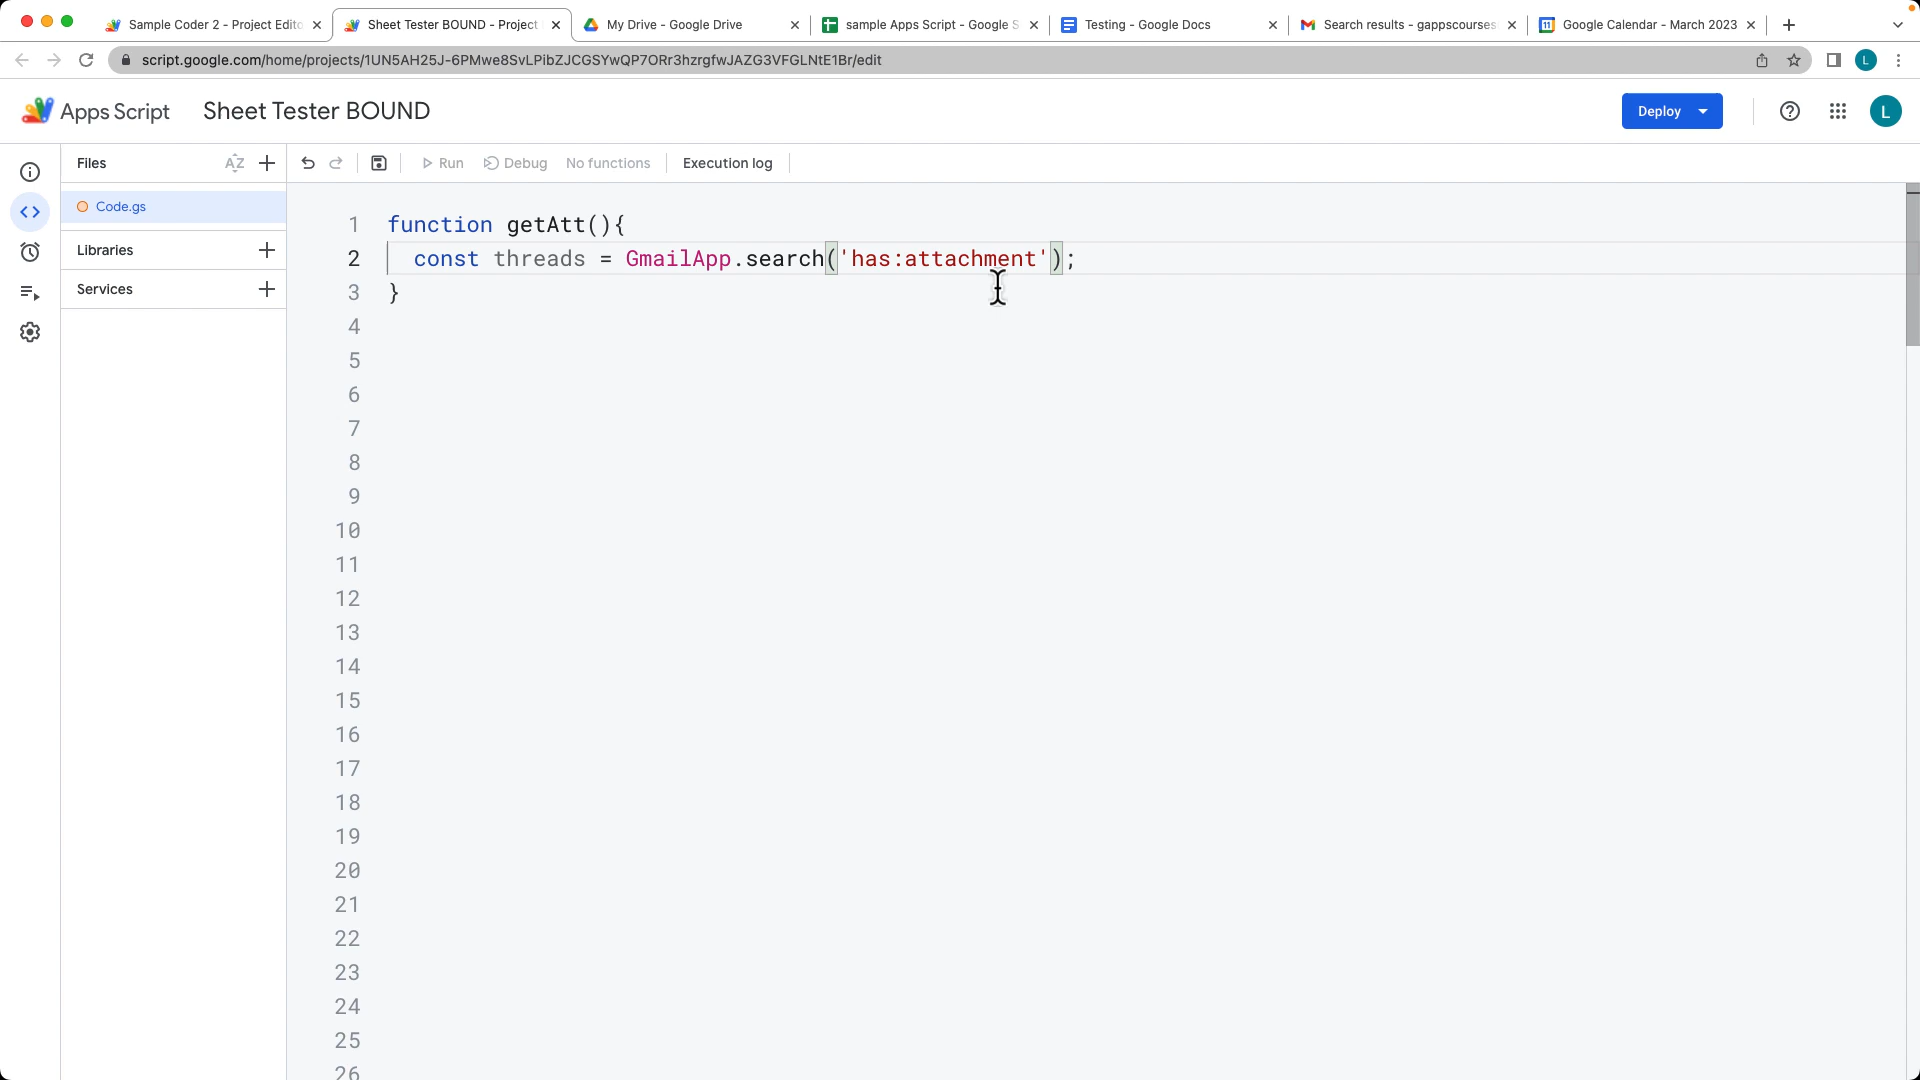 Sample Coder 2 - Project Edito
Sheet Tester BOUND - Project
My Drive - Google Drive
sample Apps Script - Google S
Testing - Google Docs
Search results - gappscourses
Google Calendar - March 2023
script.google.com/home/projects/1UN5AH25J-6PMwe8SvLPibZJCGSYwQP7ORr3hzrgfwJAZG3VFGLNtE1Br/edit
L
Apps Script
Sheet Tester BOUND
Deploy
L
Files
AZ
Run
Debug
No functions
Execution log
Code.gs
Libraries
Services
1 function getAtt(){
2 const threads = GmailApp.search('has:attachment');
3 }
4
5
6
7
8
9
10
11
12
13
14
15
16
17
18
19
20
21
22
23
24
25
26